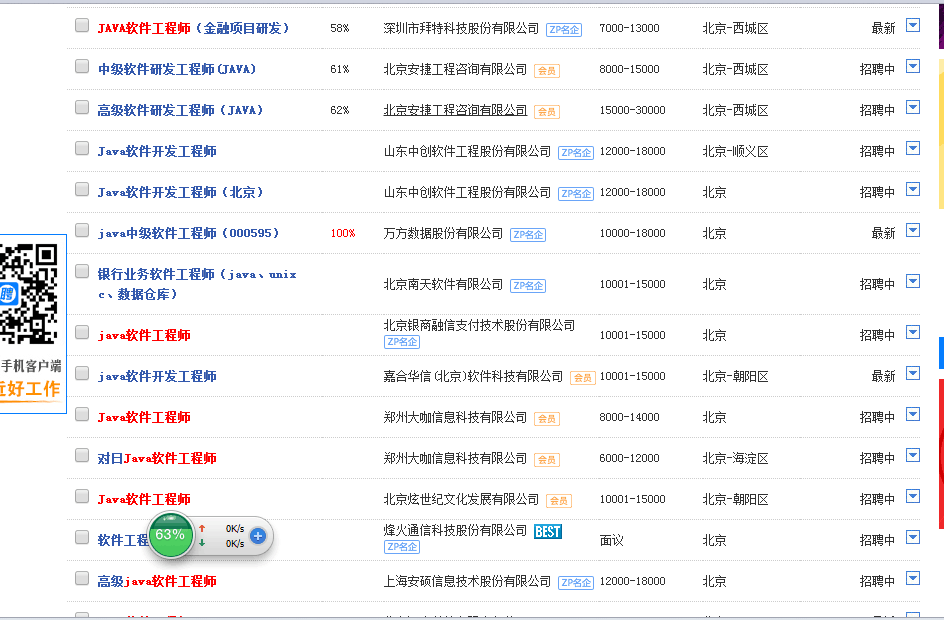 JAVA软件工程师（金融项目研发） 58% 深圳市拜特科技股份有限公司 ZP名企 7000-13000 北京-西城区 最新
中级软件研发工程师(JAVA) 61% 北京安捷工程咨询有限公司 会员 8000-15000 北京-西城区 招聘中
高级软件研发工程师（JAVA） 62% 北京安捷工程咨询有限公司 会员 15000-30000 北京-西城区 招聘中
Java软件开发工程师 山东中创软件工程股份有限公司 ZP名企 12000-18000 北京-顺义区 招聘中
Java软件开发工程师（北京） 山东中创软件工程股份有限公司 ZP名企 12000-18000 北京 招聘中
java中级软件工程师（000595） 100% 万方数据股份有限公司 ZP名企 10000-18000 北京 最新
银行业务软件工程师（java、unix
c、数据仓库） 北京南天软件有限公司 ZP名企 10001-15000 北京 招聘中
聘
java软件工程师 北京银商融信支付技术股份有限公司
ZP名企 10001-15000 北京 招聘中
手机客户端
近好工作
java软件开发工程师 嘉合华信(北京)软件科技有限公司 会员 10001-15000 北京-朝阳区 最新
Java软件工程师 郑州大咖信息科技有限公司 会员 8000-14000 北京 招聘中
对日Java软件工程师 郑州大咖信息科技有限公司 会员 6000-12000 北京-海淀区 招聘中
Java软件工程师 北京炫世纪文化发展有限公司 会员 10001-15000 北京-朝阳区 招聘中
软件工程 烽火通信科技股份有限公司 BEST
ZP名企 面议 北京 招聘中
63% 0K/s
0K/s
高级java软件工程师 上海安硕信息技术股份有限公司 ZP名企 12000-18000 北京 招聘中